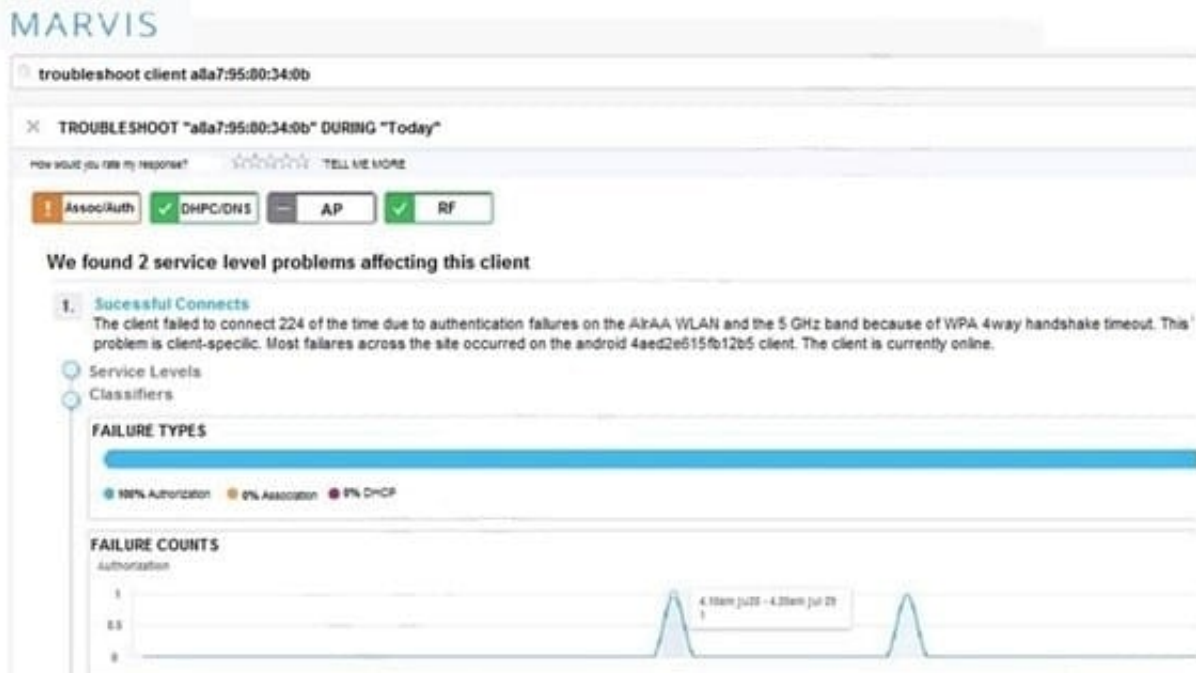 MARVIS
troubleshoot client a8a7:95:80:34:0b
TROUBLESHOOT "a8a7:95:80:34:0b" DURING "Today"
How would you rate my response? TELL ME MORE
Assoc/Auth DHPC/DNS AP RF
We found 2 service level problems affecting this client
1. Sucessful Connects
The client failed to connect 224 of the time due to authentication failures on the WLAN and the 5 GHz band because of WPA 4way handshake timeout. This
problem is client-specific. Most failares across the site occurred on the android 4aed2e615fb12b5 client. The client is currently online.
Service Levels
Classifiers
FAILURE TYPES
100% Authorization 0% Association 0% DHCP
FAILURE COUNTS
Authorization
1
0.5
0
1